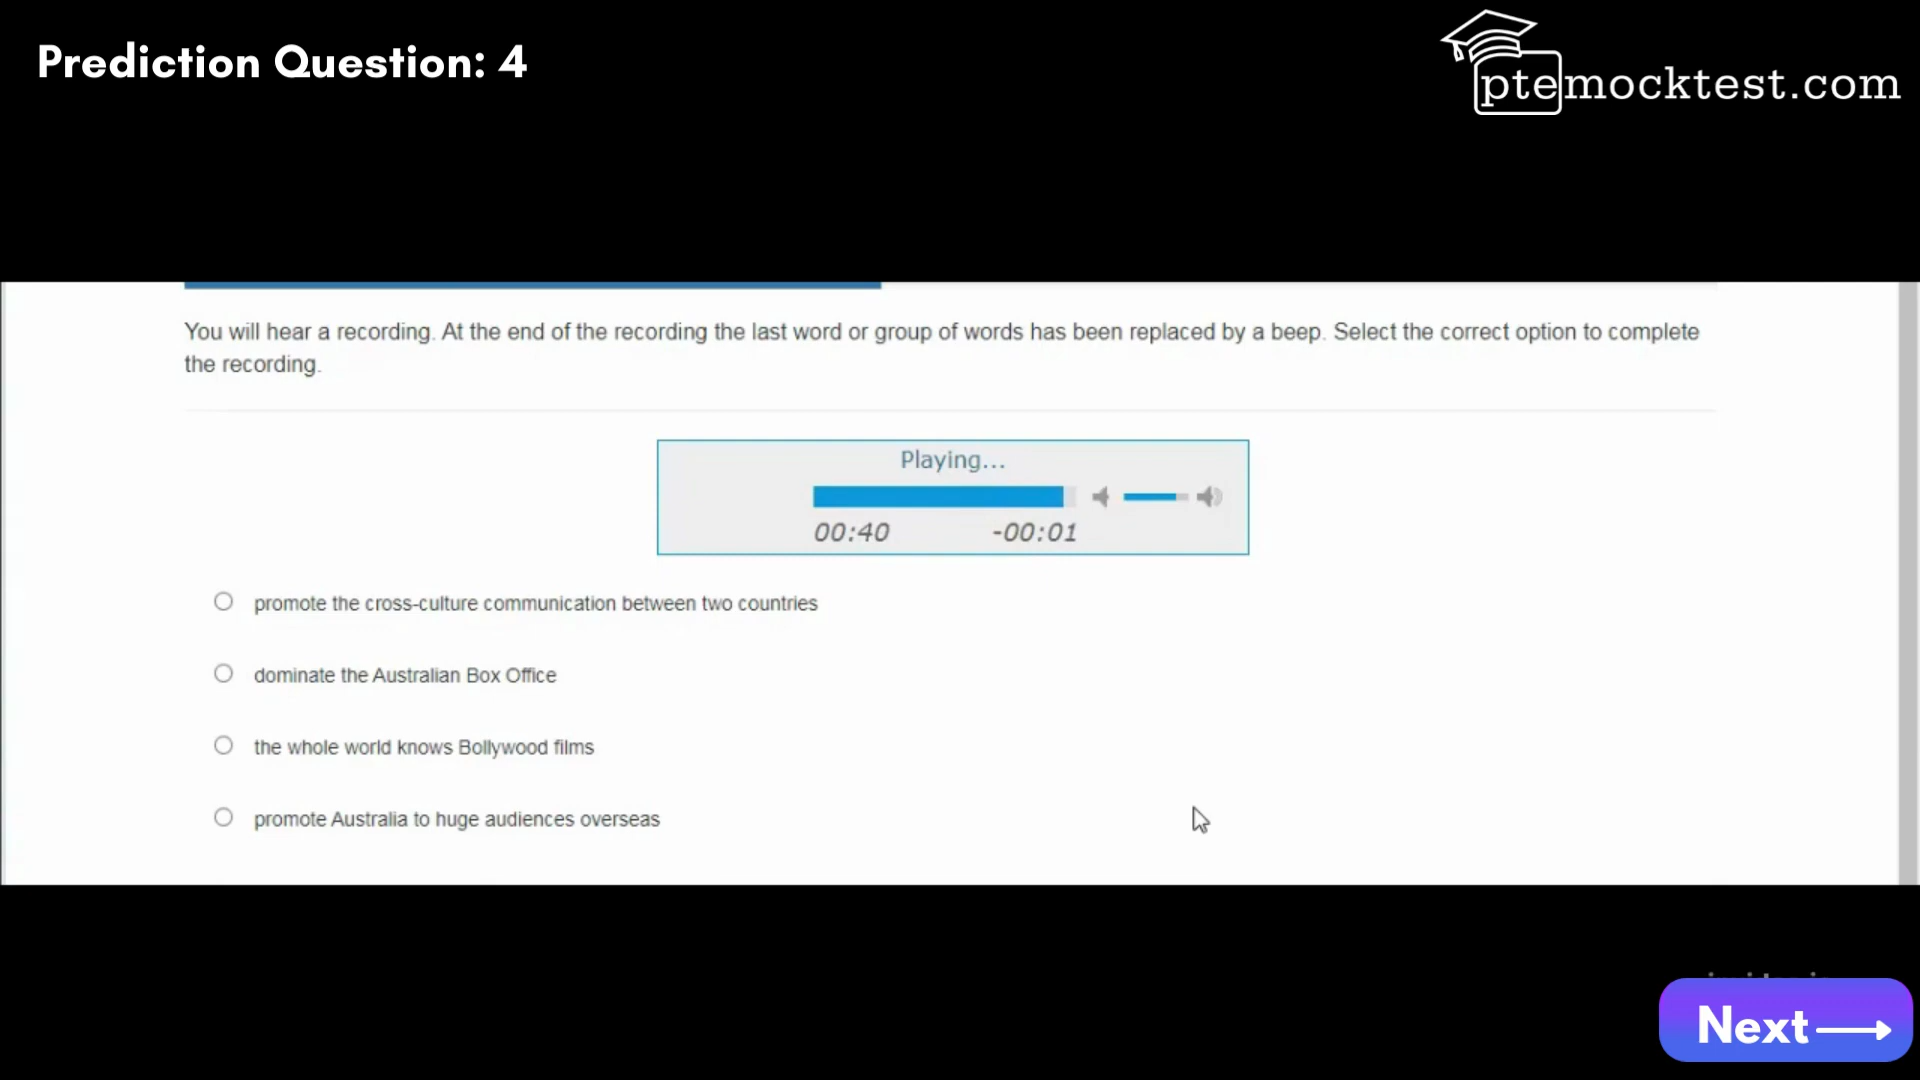 Prediction Question: 4
ptemocktest.com
You will hear a recording. At the end of the recording the last word or group of words has been replaced by a beep. Select the correct option to complete
the recording.
Playing...
00:40 -00:01
promote the cross-culture communication between two countries
dominate the Australian Box Office
the whole world knows Bollywood films
promote Australia to huge audiences overseas
Next